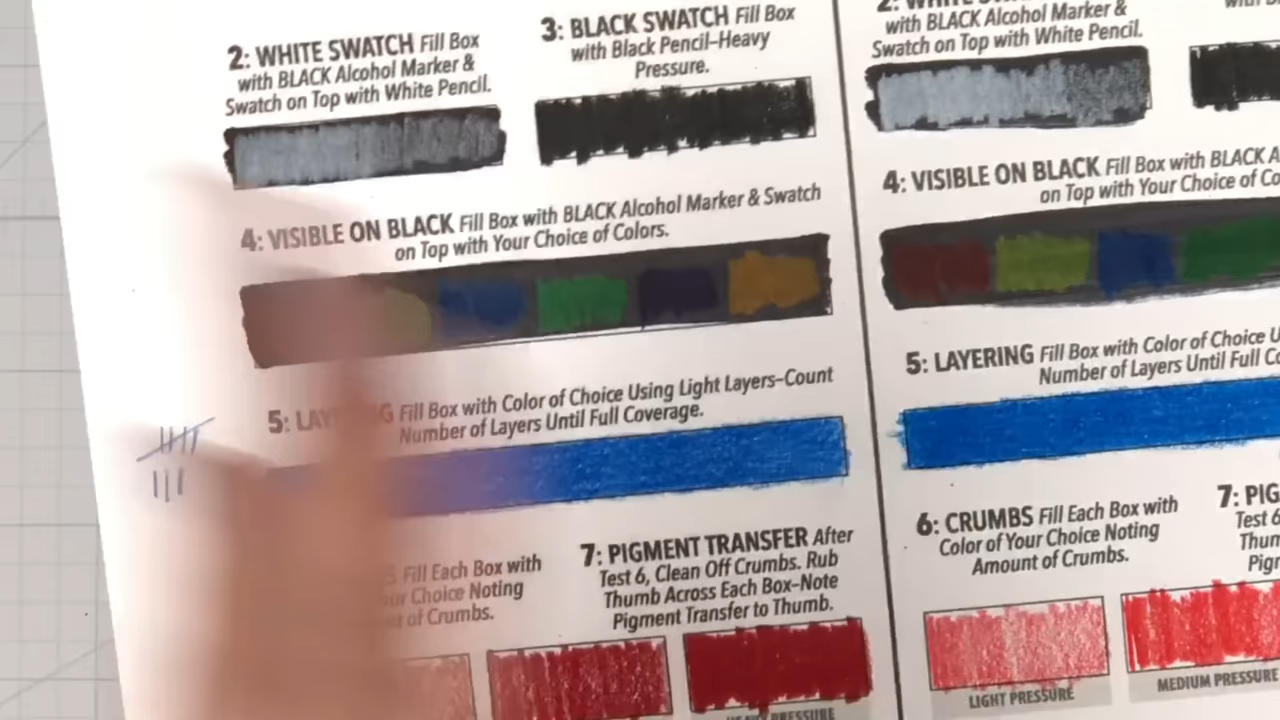 2: WHITE SWATCH Fill Box
with BLACK Alcohol Marker &
Swatch on Top with White Pencil.
3: BLACK SWATCH Fill Box
with Black Pencil–Heavy
Pressure.
4: VISIBLE ON BLACK Fill Box with BLACK Alcohol Marker & Swatch
on Top with Your Choice of Colors.
5: Fill Box with Color of Choice Using Light Layers–Count
Number of Layers Until Full Coverage.
Fill Each Box with
Choice Noting
of Crumbs.
7: PIGMENT TRANSFER After
Test 6, Clean Off Crumbs. Rub
Thumb Across Each Box–Note
Pigment Transfer to Thumb.
PRESSURE
2: WHITE
with BLACK Alcohol Marker &
Swatch on Top with White Pencil.
4: VISIBLE ON BLACK Fill Box with BLACK A
on Top with Your Choice of Co
5: LAYERING Fill Box with Color of Choice U
Number of Layers Until Full Co
6: CRUMBS Fill Each Box with
Color of Your Choice Noting
Amount of Crumbs.
7: PIG
Test 6
Thum
Pigr
LIGHT PRESSURE
MEDIUM PRESSURE